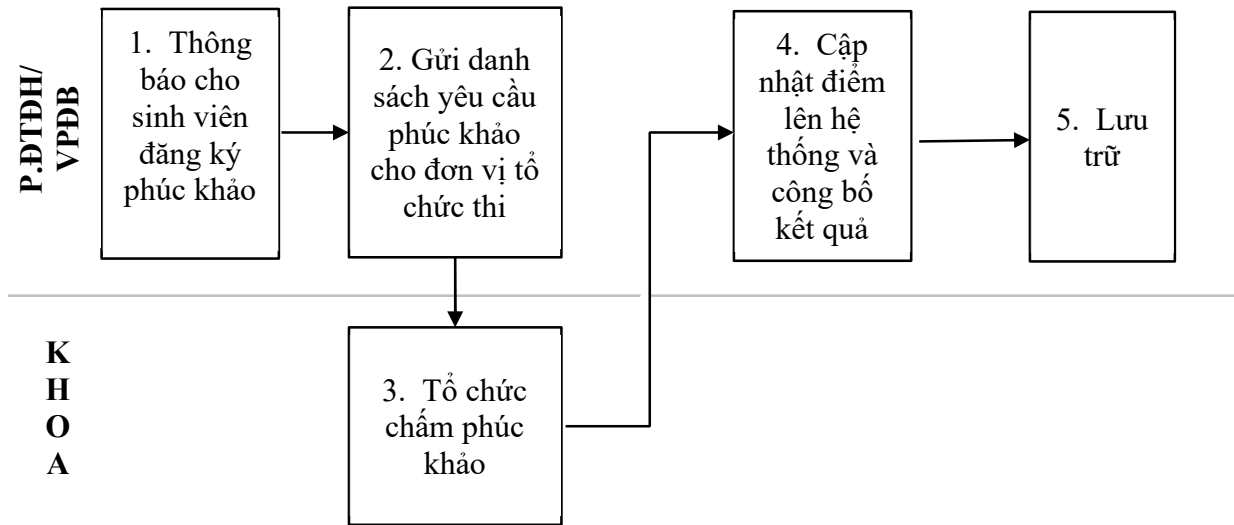 P.ĐTĐH/
VPĐB
1. Thông
báo cho
sinh viên
đăng ký
phúc khảo
2. Gửi danh
sách yêu cầu
phúc khảo
cho đơn vị tổ
chức thi
4. Cập
nhật điểm
lên hệ
thống và
công bố
kết quả
5. Lưu
trữ
K
H
O
A
3. Tổ chức
chấm phúc
khảo